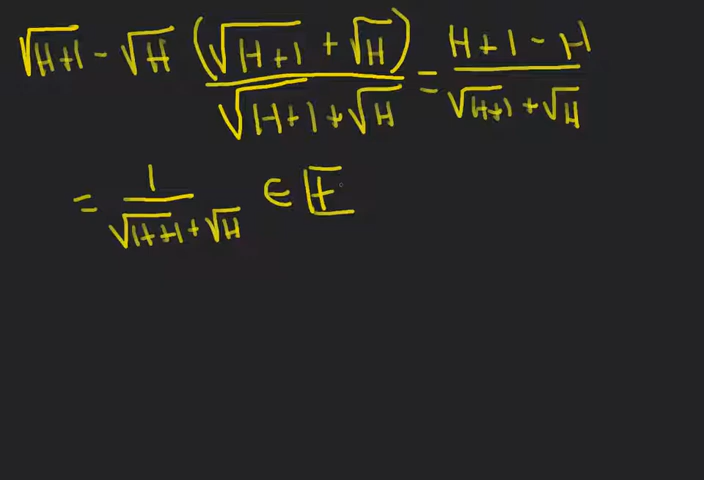 √(H+1) - √H (√(H+1) + √H) / (√(H+1) + √H) = (H+1-H) / (√(H+1) + √H)
= 1 / (√(H+1) + √H) ∈ 𝔼